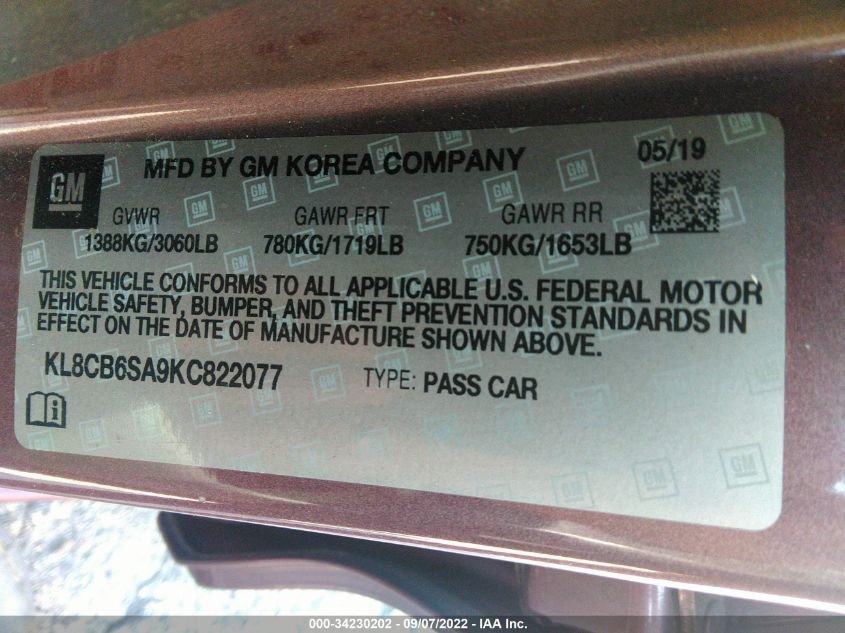 GM
MFD BY GM KOREA COMPANY 05/19
GVWR GAWR FRT GAWR RR
1388KG/3060LB 780KG/1719LB 750KG/1653LB
THIS VEHICLE CONFORMS TO ALL APPLICABLE U.S. FEDERAL MOTOR
VEHICLE SAFETY, BUMPER, AND THEFT PREVENTION STANDARDS IN
EFFECT ON THE DATE OF MANUFACTURE SHOWN ABOVE.
KL8CB6SA9KC822077 TYPE: PASS CAR
000-34230202 - 09/07/2022 - IAA Inc.